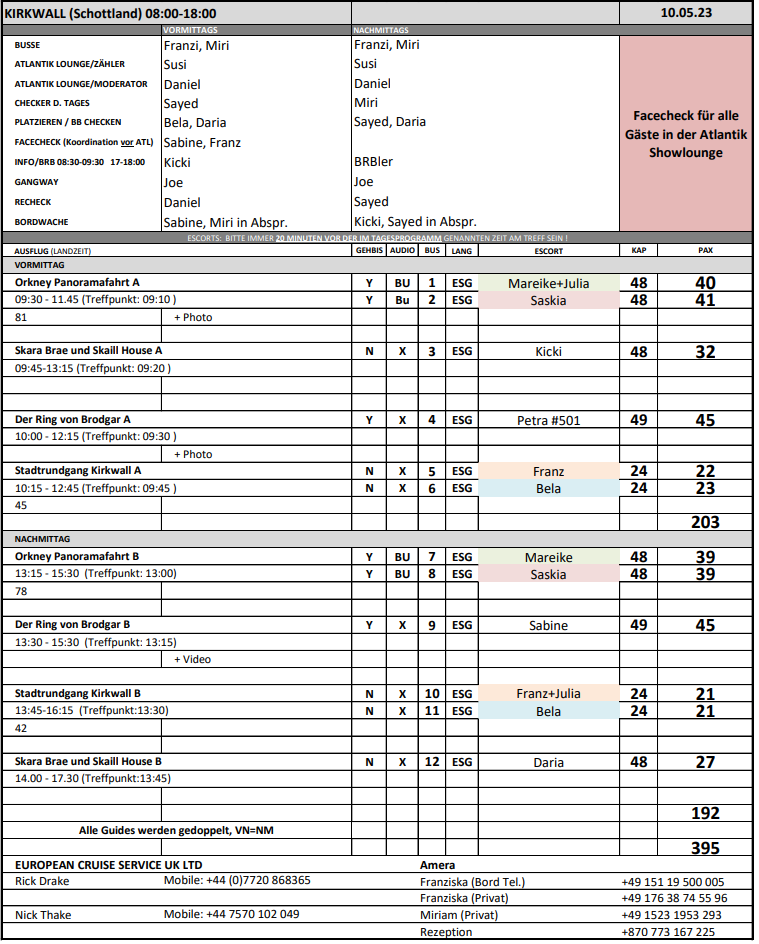 KIRKWALL (Schottland) 08:00-18:00 10.05.23
VORMITTAGS NACHMITTAGS
BUSSE Franzi, Miri Franzi, Miri
ATLANTIK LOUNGE/ZÄHLER Susi Susi
ATLANTIK LOUNGE/MODERATOR Daniel Daniel
CHECKER D. TAGES Sayed Miri
PLATZIEREN / BB CHECKEN Bela, Daria Sayed, Daria
FACECHECK (Koordination vor ATL) Sabine, Franz
INFO/BRB 08:30-09:30 17-18:00 Kicki BRBler
GANGWAY Joe Joe
RECHECK Daniel Sayed
BORDWACHE Sabine, Miri in Abspr. Kicki, Sayed in Abspr.
Facecheck für alle
Gäste in der Atlantik
Showlounge
ESCORTS: BITTE IMMER 20 MINUTEN VOR DER IM TAGESPROGRAMM GENANNTEN ZEIT AM TREFF SEIN !
AUSFLUG (LANDZEIT) GEHBIS AUDIO BUS LANG ESCORT KAP PAX
VORMITTAG
Orkney Panoramafahrt A Y BU 1 ESG Mareike+Julia 48 40
09:30 - 11.45 (Treffpunkt: 09:10 ) Y Bu 2 ESG Saskia 48 41
81 + Photo
Skara Brae und Skaill House A N X 3 ESG Kicki 48 32
09:45-13:15 (Treffpunkt: 09:20 )
Der Ring von Brodgar A Y X 4 ESG Petra #501 49 45
10:00 - 12:15 (Treffpunkt: 09:30 )
+ Photo
Stadtrundgang Kirkwall A N X 5 ESG Franz 24 22
10:15 - 12:45 (Treffpunkt: 09:45 ) N X 6 ESG Bela 24 23
45
203
NACHMITTAG
Orkney Panoramafahrt B Y BU 7 ESG Mareike 48 39
13:15 - 15:30 (Treffpunkt: 13:00) Y BU 8 ESG Saskia 48 39
78
Der Ring von Brodgar B Y X 9 ESG Sabine 49 45
13:30 - 15:30 (Treffpunkt: 13:15)
+ Video
Stadtrundgang Kirkwall B N X 10 ESG Franz+Julia 24 21
13:45-16:15 (Treffpunkt:13:30) N X 11 ESG Bela 24 21
42
Skara Brae und Skaill House B N X 12 ESG Daria 48 27
14.00 - 17.30 (Treffpunkt:13:45)
192
Alle Guides werden gedoppelt, VN=NM
395
EUROPEAN CRUISE SERVICE UK LTD Amera
Rick Drake Mobile: +44 (0)7720 868365 Franziska (Bord Tel.) +49 151 19 500 005
Franziska (Privat) +49 176 38 74 55 96
Nick Thake Mobile: +44 7570 102 049 Miriam (Privat) +49 1523 1953 293
Rezeption +870 773 167 225